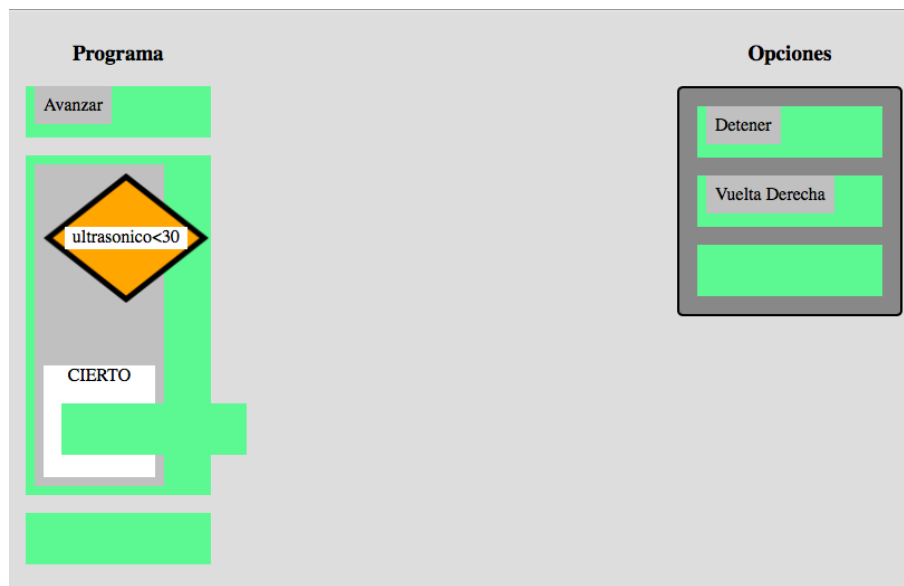 Programa
Avanzar
ultrasonico<30
CIERTO
Opciones
Detener
Vuelta Derecha